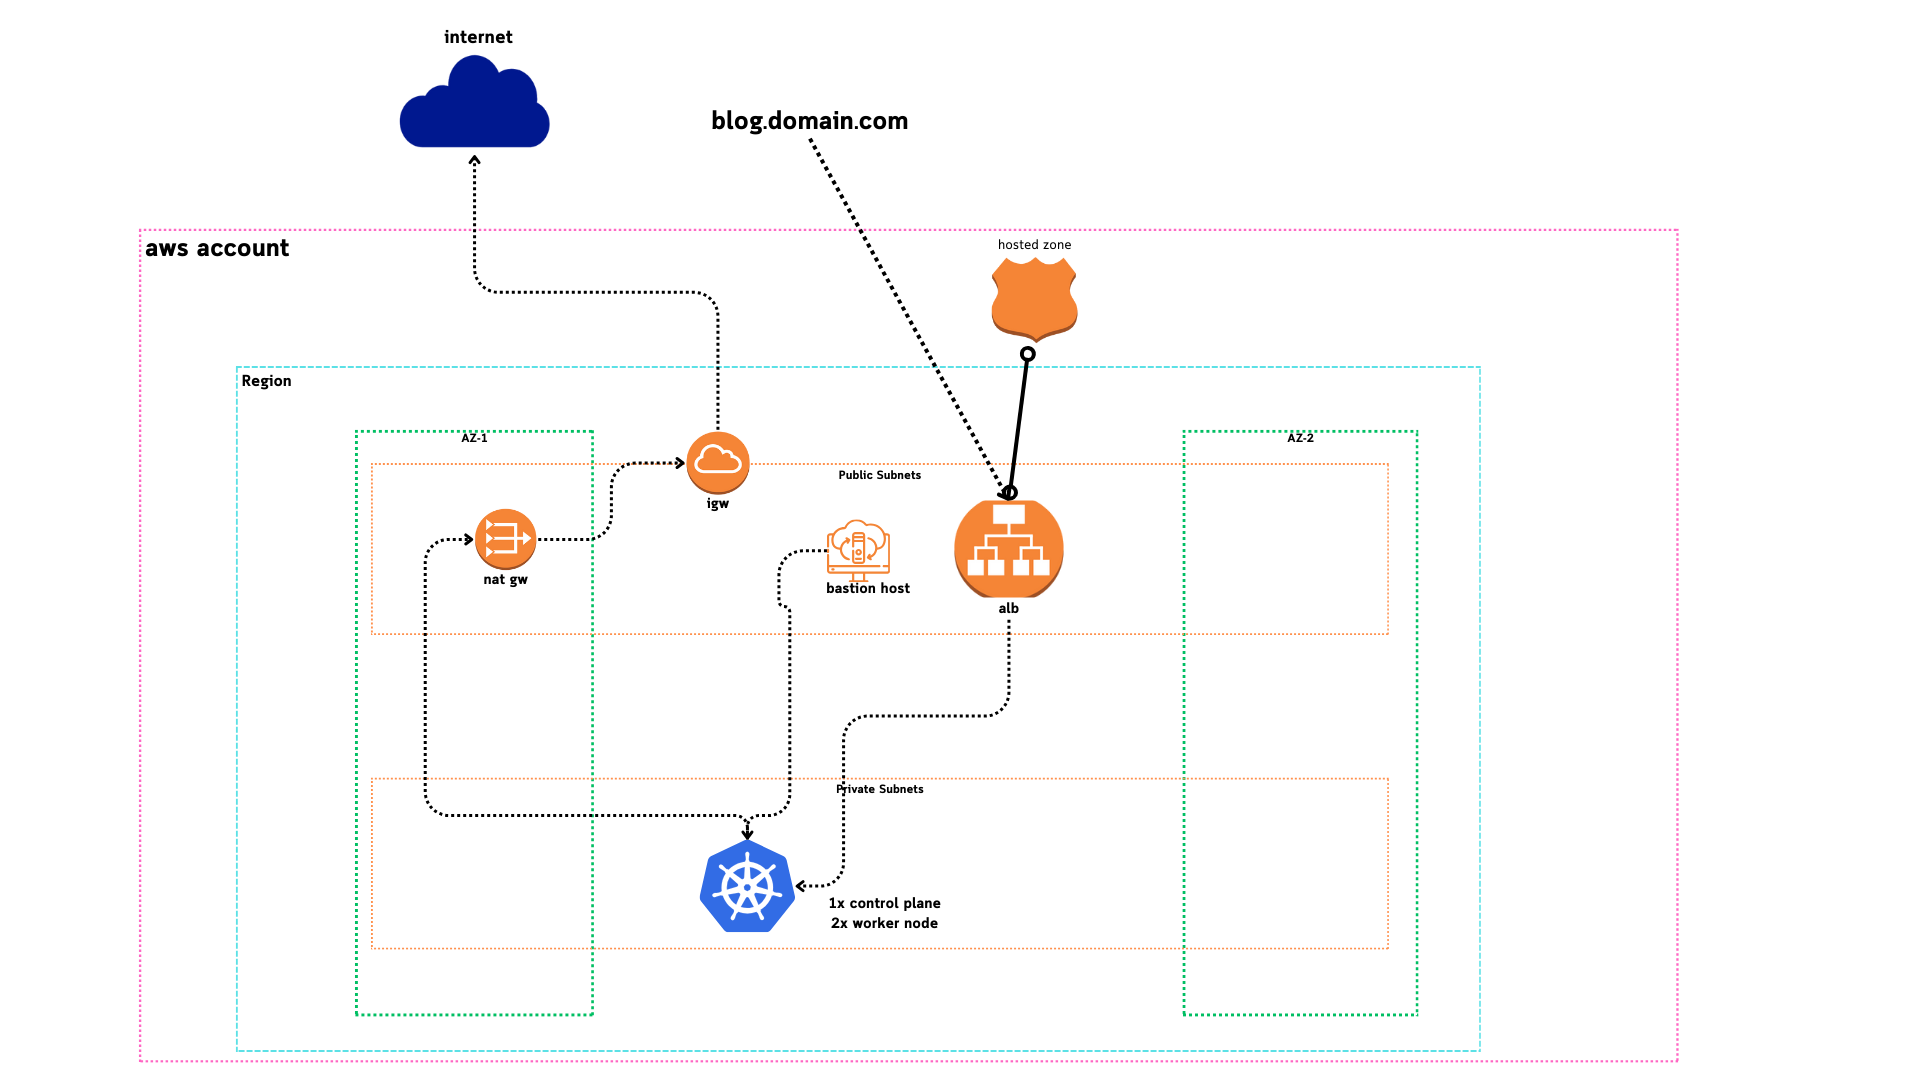 internet
blog.domain.com
aws account
hosted zone
Region
AZ-1
AZ-2
Public Subnets
igw
nat gw
bastion host
alb
Private Subnets
1x control plane
2x worker node